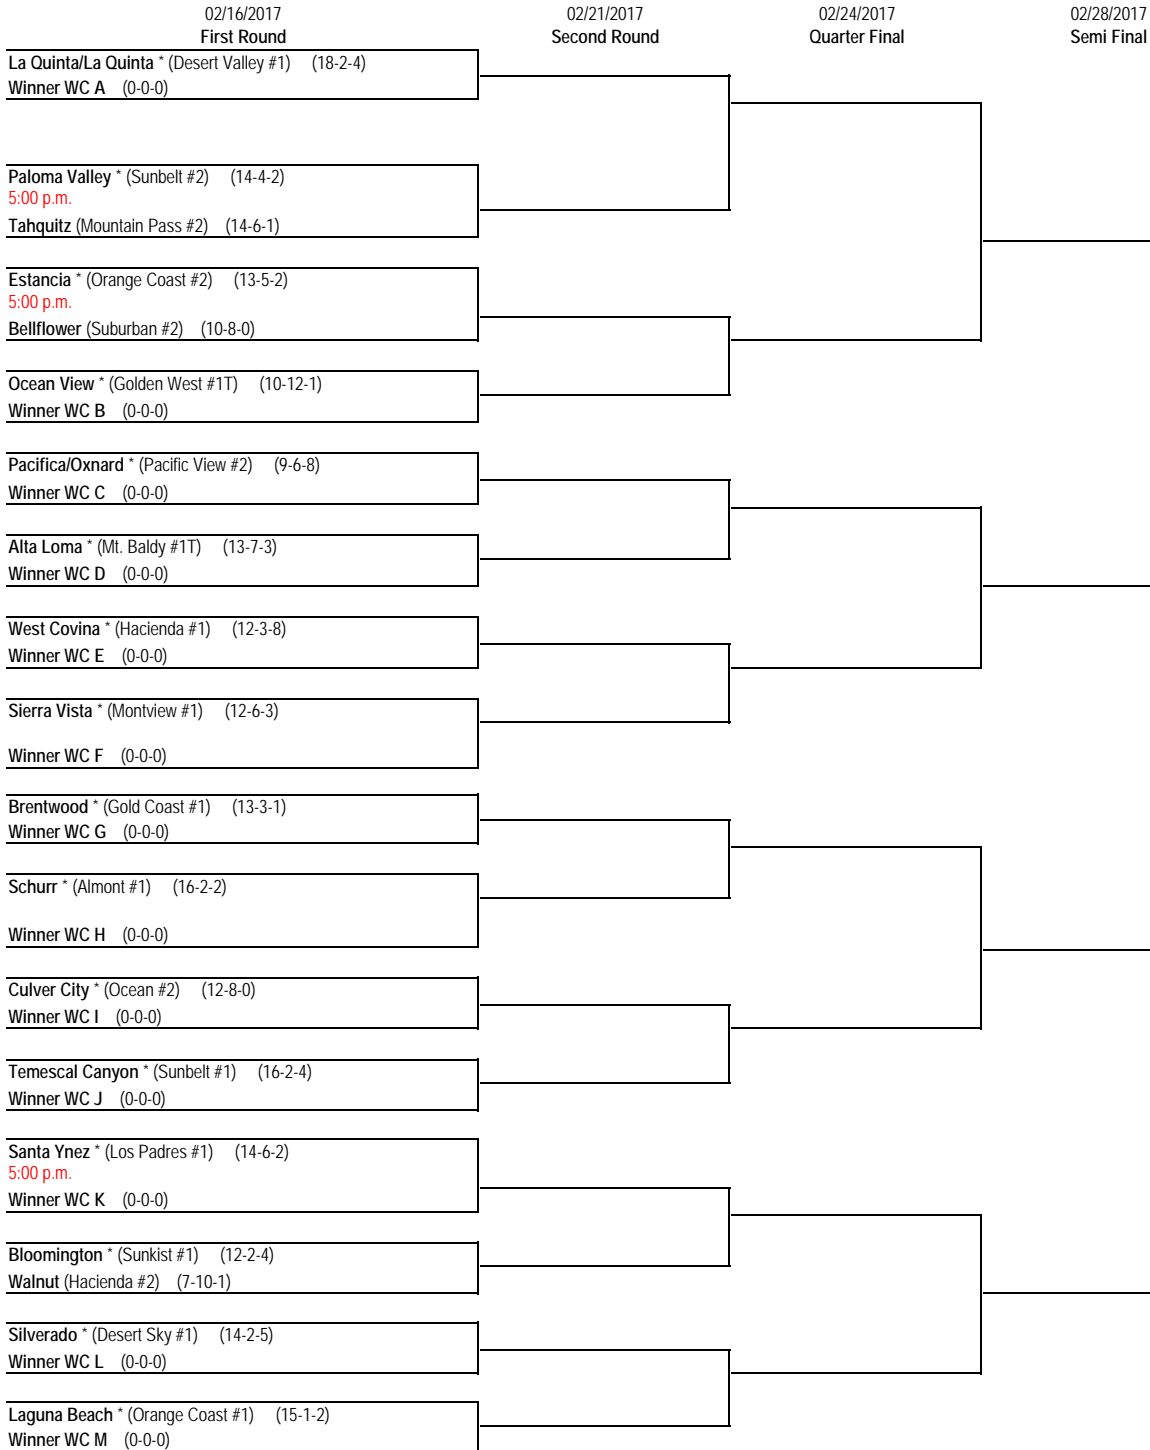 02/16/2017 02/21/2017 02/24/2017 02/28/2017
First Round Second Round Quarter Final Semi Final
La Quinta/La Quinta * (Desert Valley #1) (18-2-4)
Winner WC A (0-0-0)
Paloma Valley * (Sunbelt #2) (14-4-2)
5:00 p.m.
Tahquitz (Mountain Pass #2) (14-6-1)
Estancia * (Orange Coast #2) (13-5-2)
5:00 p.m.
Bellflower (Suburban #2) (10-8-0)
Ocean View * (Golden West #1T) (10-12-1)
Winner WC B (0-0-0)
Pacifica/Oxnard * (Pacific View #2) (9-6-8)
Winner WC C (0-0-0)
Alta Loma * (Mt. Baldy #1T) (13-7-3)
Winner WC D (0-0-0)
West Covina * (Hacienda #1) (12-3-8)
Winner WC E (0-0-0)
Sierra Vista * (Montview #1) (12-6-3)
Winner WC F (0-0-0)
Brentwood * (Gold Coast #1) (13-3-1)
Winner WC G (0-0-0)
Schurr * (Almont #1) (16-2-2)
Winner WC H (0-0-0)
Culver City * (Ocean #2) (12-8-0)
Winner WC I (0-0-0)
Temescal Canyon * (Sunbelt #1) (16-2-4)
Winner WC J (0-0-0)
Santa Ynez * (Los Padres #1) (14-6-2)
5:00 p.m.
Winner WC K (0-0-0)
Bloomington * (Sunkist #1) (12-2-4)
Walnut (Hacienda #2) (7-10-1)
Silverado * (Desert Sky #1) (14-2-5)
Winner WC L (0-0-0)
Laguna Beach * (Orange Coast #1) (15-1-2)
Winner WC M (0-0-0)